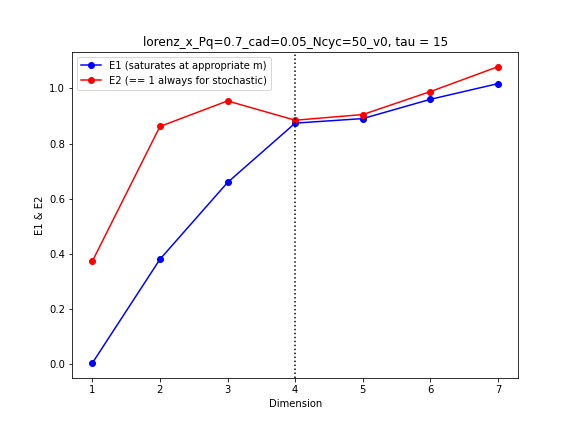 lorenz_x_Pq=0.7_cad=0.05_Ncyc=50_v0, tau = 15
E1 (saturates at appropriate m)
E2 (== 1 always for stochastic)
E1 & E2
1.0
0.8
0.6
0.4
0.2
0.0
1 2 3 4 5 6 7
Dimension